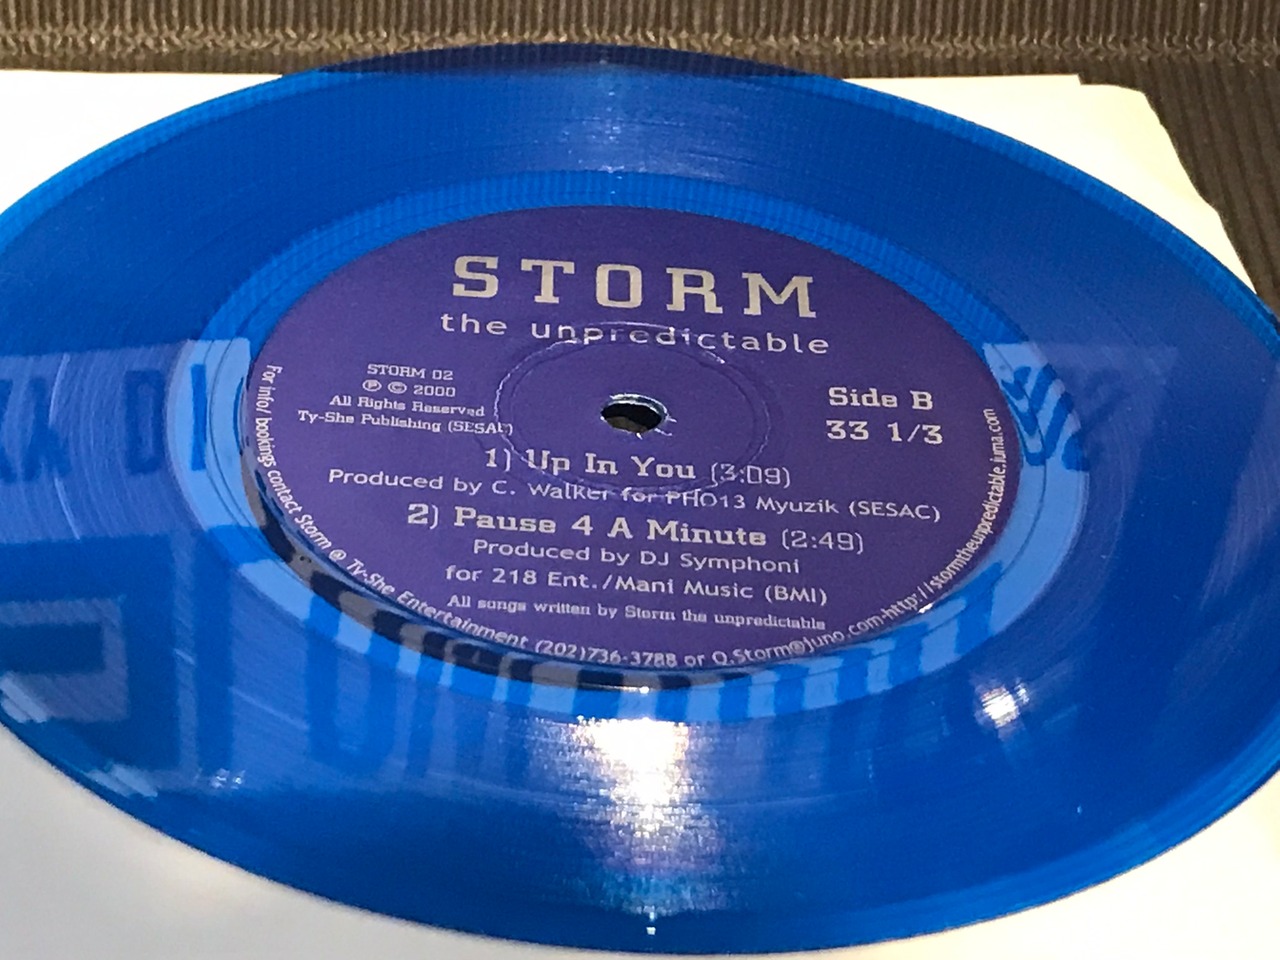 STORM
the unpredictable
STORM 02
Ⓟ © 2000
All Rights Reserved
Ty-She Publishing (SESAC)
Side B
33 1/3
1) Up In You (3:09)
Produced by C. Walker for PHO13 Myuzik (SESAC)
2) Pause 4 A Minute (2:49)
Produced by DJ Symphoni
for 218 Ent./Mani Music (BMI)
All songs written by Storm the unpredictable
For info/ bookings contact Storm @ Ty-She Entertainment (202)736-3788 or Q.Storm@juno.com-http://stormtheunpredictable.iuma.com